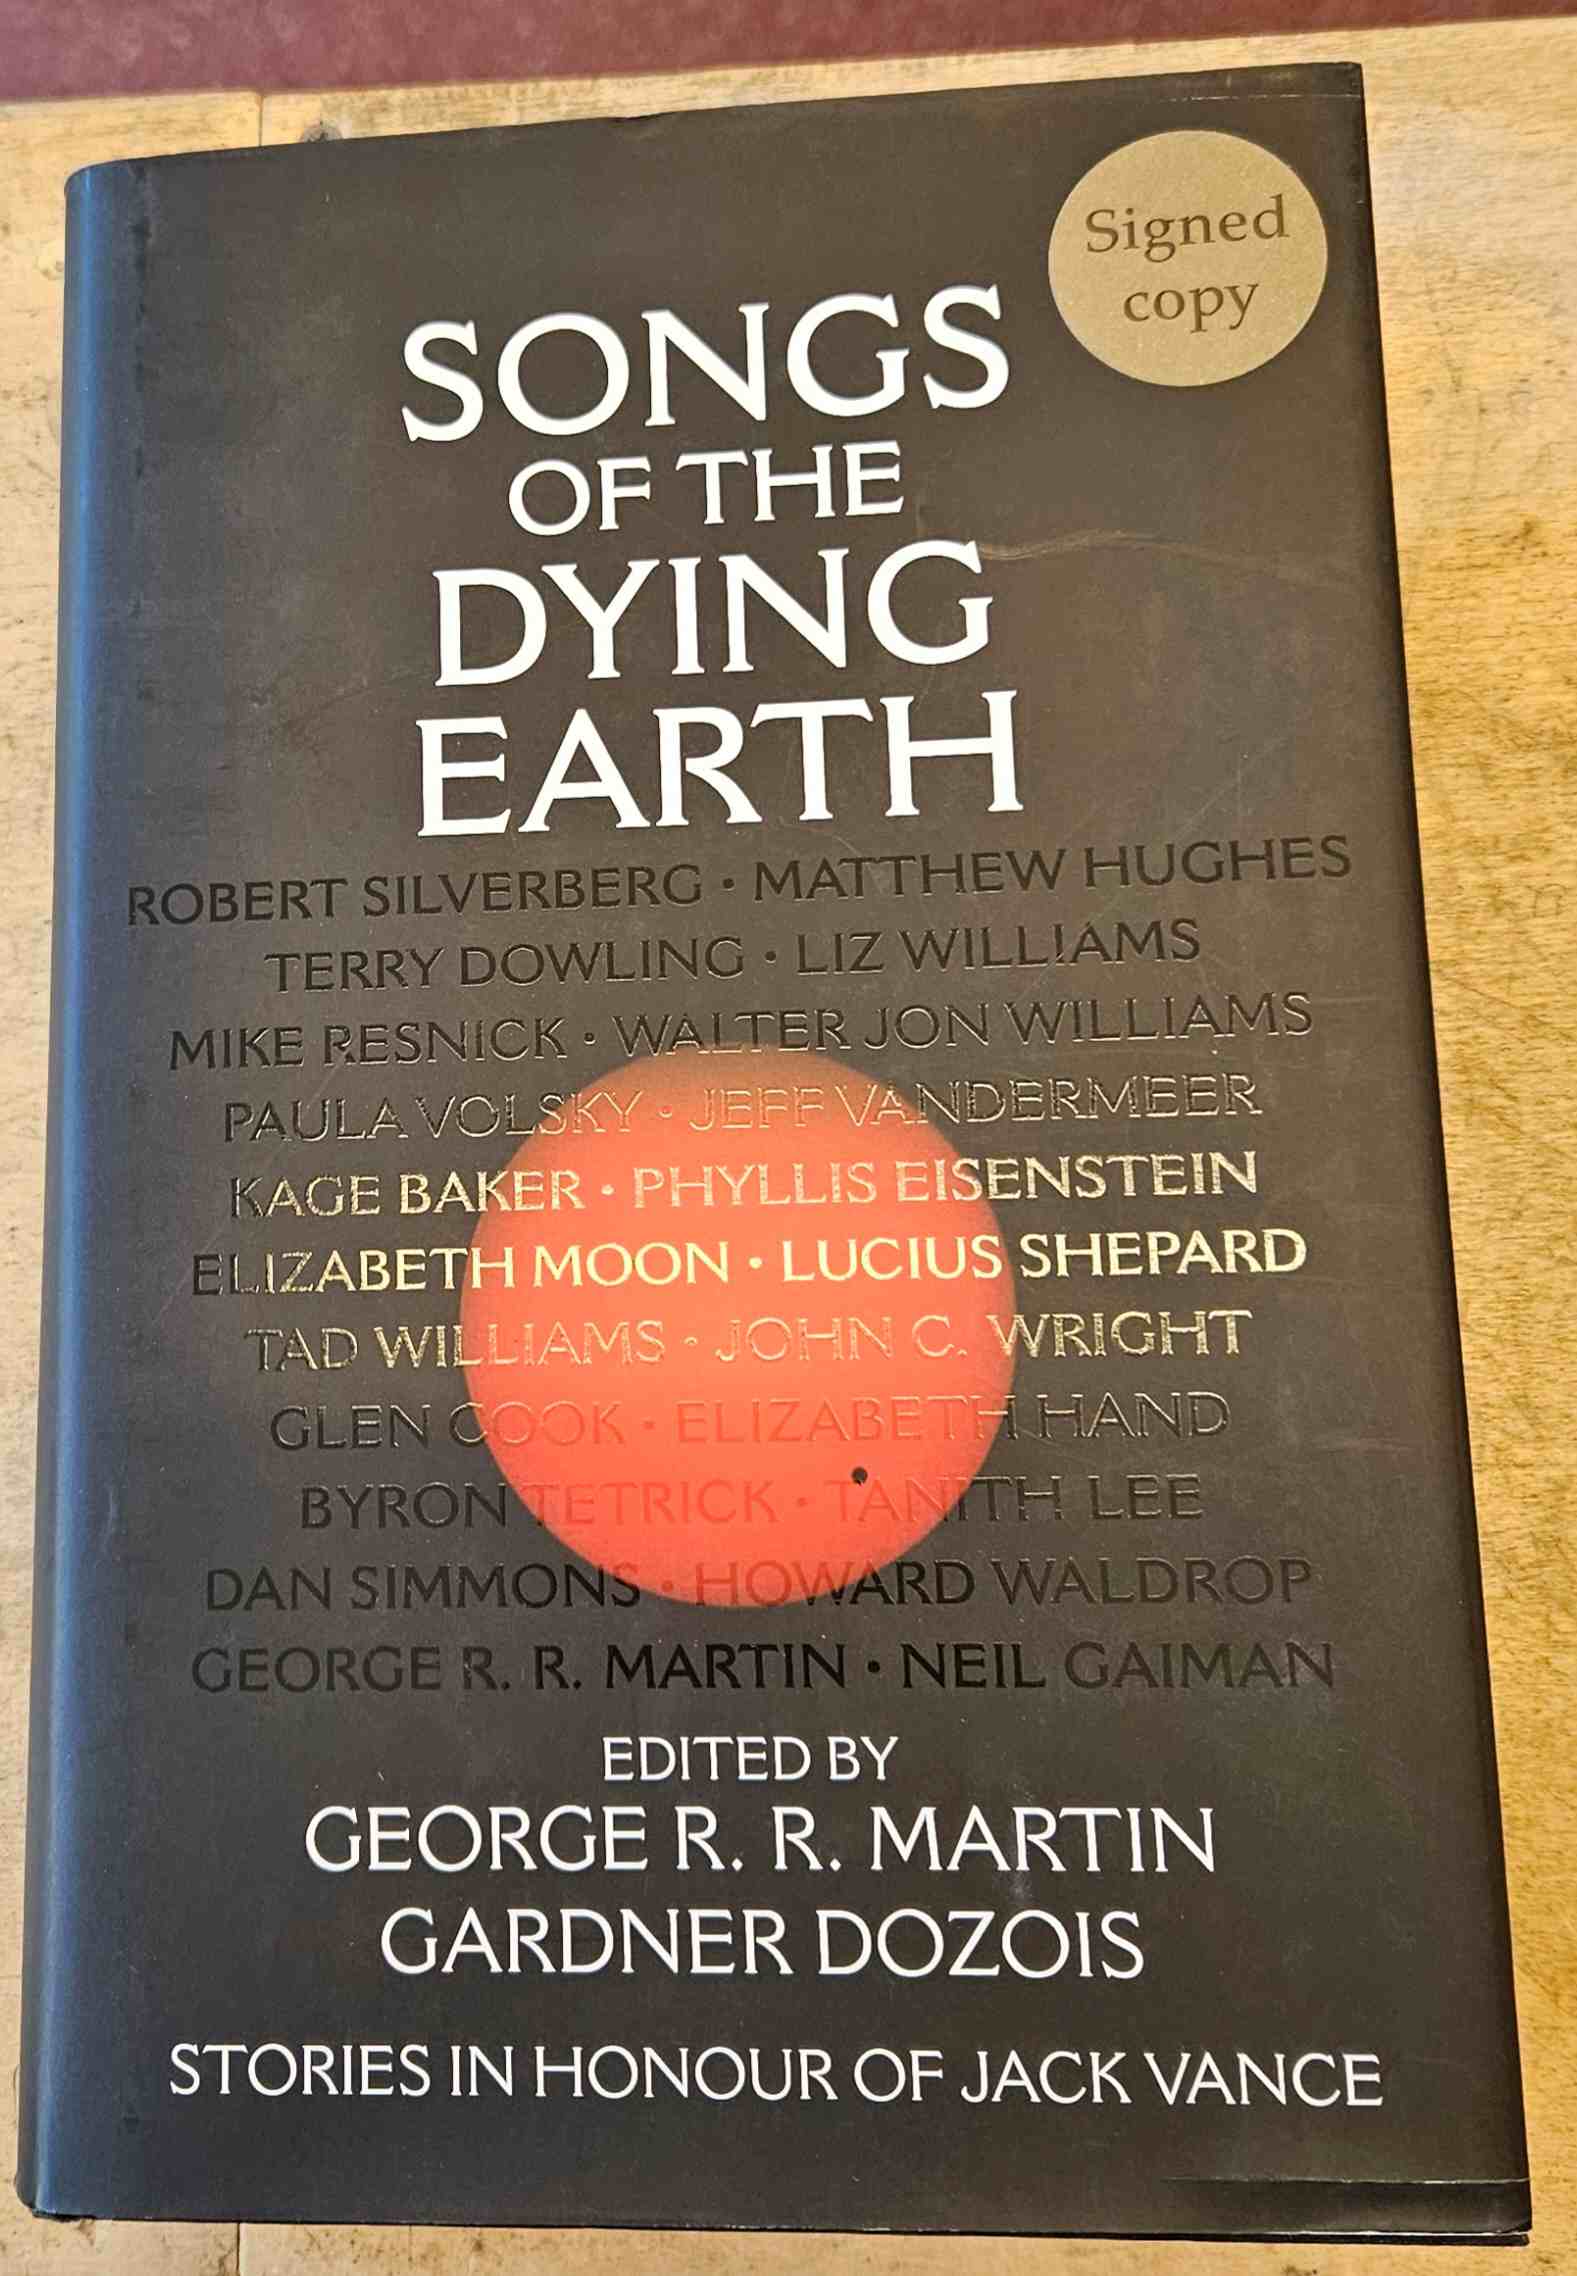 Signed
copy
SONGS
OF THE
DYING
EARTH
ROBERT SILVERBERG · MATTHEW HUGHES
TERRY DOWLING · LIZ WILLIAMS
MIKE RESNICK · WALTER JON WILLIAMS
PAULA VOLSKY · JEFF VANDERMEER
KAGE BAKER · PHYLLIS EISENSTEIN
ELIZABETH MOON · LUCIUS SHEPARD
TAD WILLIAMS · JOHN C. WRIGHT
GLEN COOK · ELIZABETH HAND
BYRON TETRICK · TANITH LEE
DAN SIMMONS · HOWARD WALDROP
GEORGE R. R. MARTIN · NEIL GAIMAN
EDITED BY
GEORGE R. R. MARTIN
GARDNER DOZOIS
STORIES IN HONOUR OF JACK VANCE